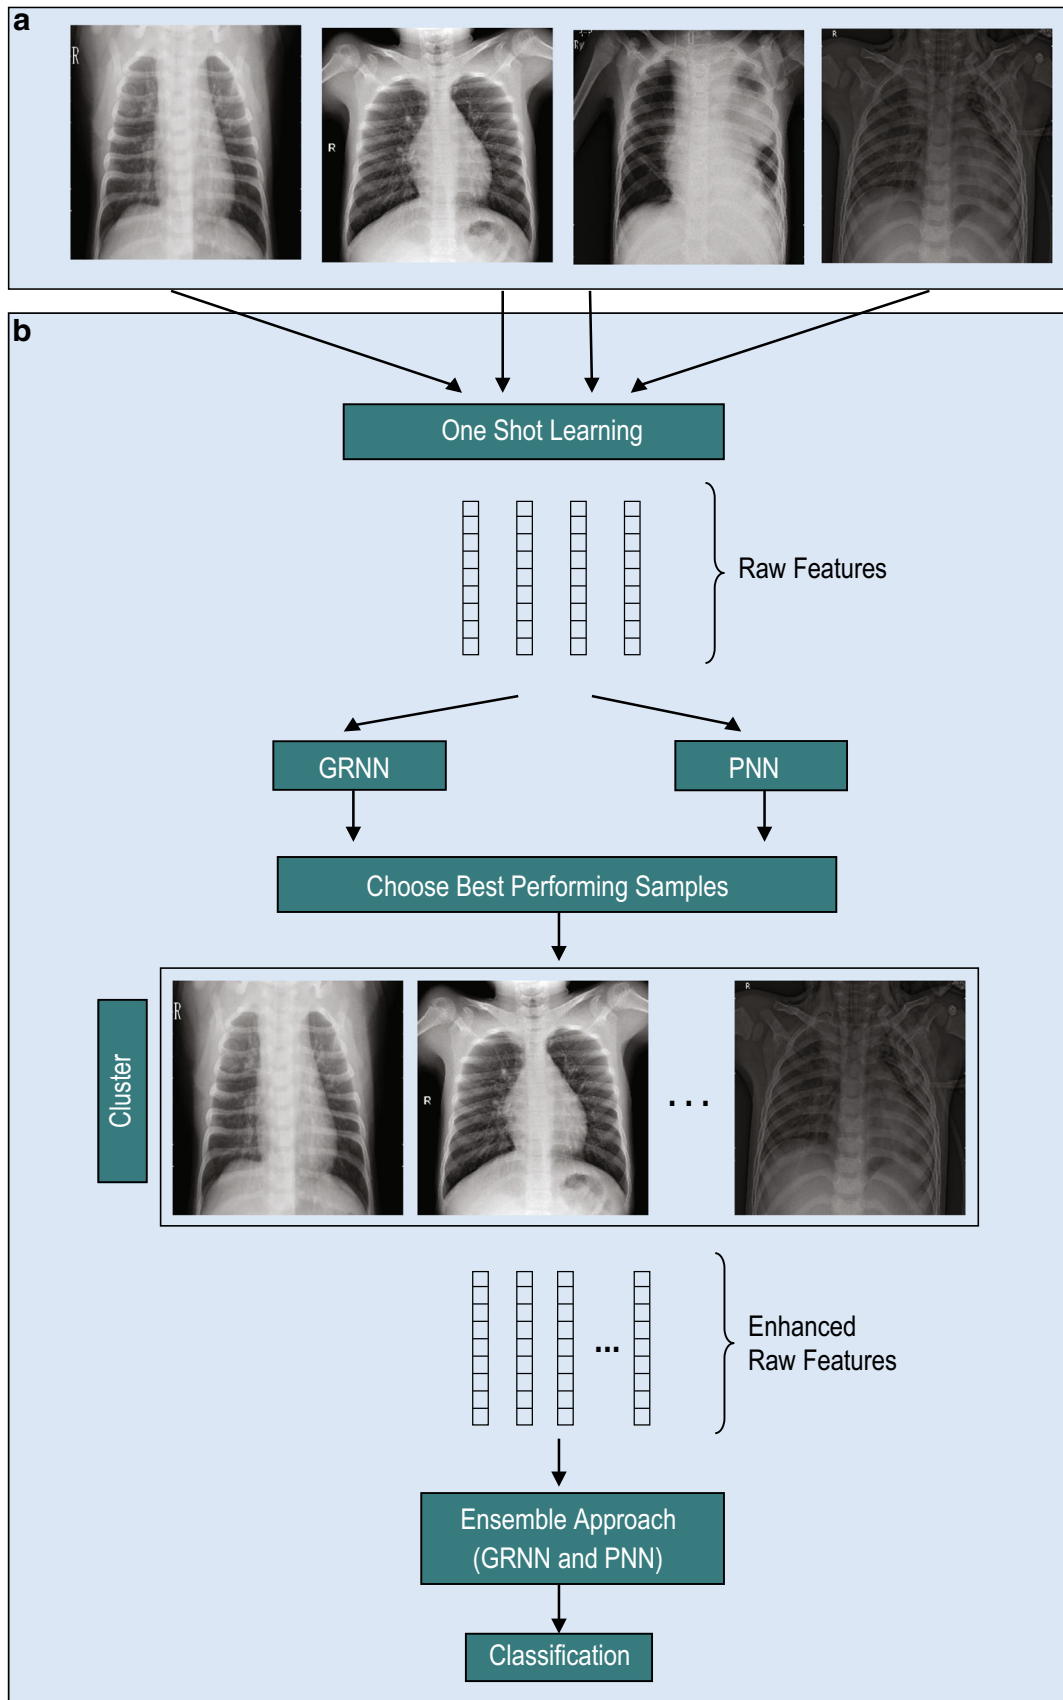 a
R
R
R
b
One Shot Learning
Raw Features
GRNN
PNN
Choose Best Performing Samples
Cluster
R
R
...
R
...
Enhanced
Raw Features
Ensemble Approach
(GRNN and PNN)
Classification